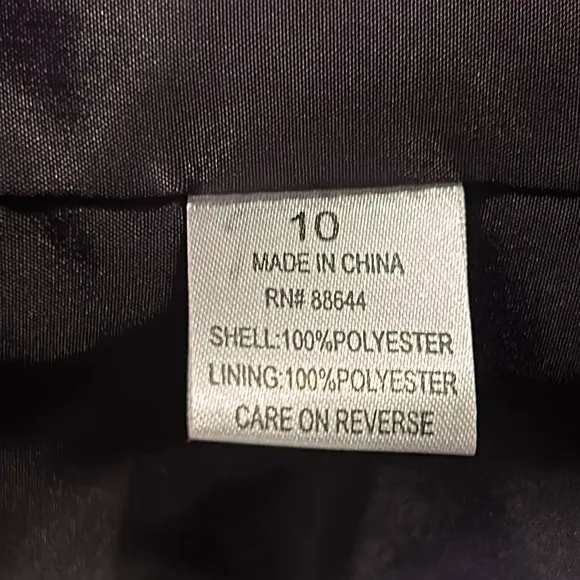 10
MADE IN CHINA
RN# 88644
SHELL:100%POLYESTER
LINING:100%POLYESTER
CARE ON REVERSE